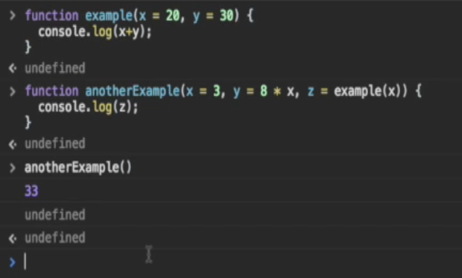 > function example(x = 20, y = 30) {
console.log(x+y);
}
< undefined
> function anotherExample(x = 3, y = 8 * x, z = example(x)) {
console.log(z);
}
< undefined
> anotherExample()
33
undefined
< undefined
>